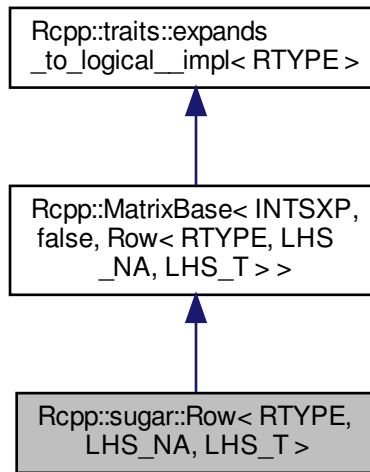 Rcpp::traits::expands
_to_logical__impl< RTYPE >
Rcpp::MatrixBase< INTSXP,
false, Row< RTYPE, LHS
_NA, LHS_T > >
Rcpp::sugar::Row< RTYPE,
LHS_NA, LHS_T >